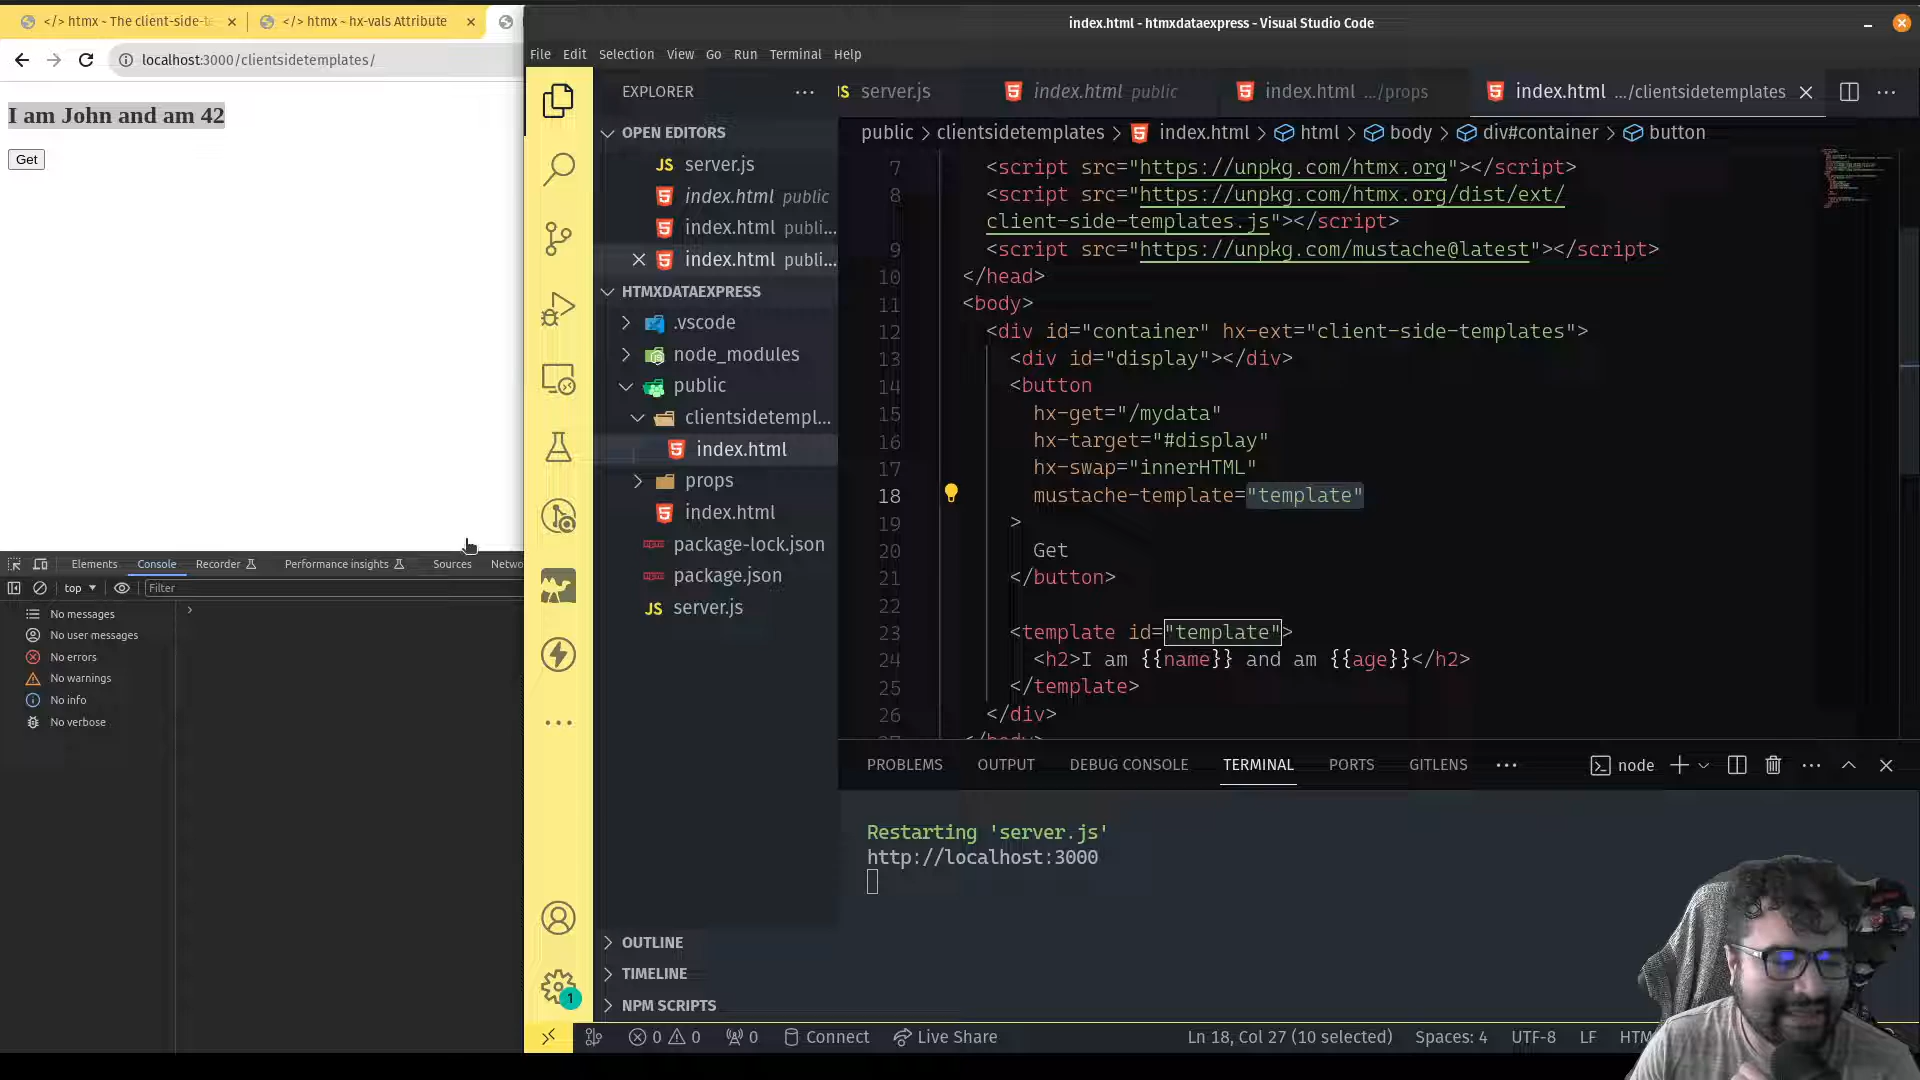 </> htmx ~ The client-side-te
</> htmx ~ hx-vals Attribute
localhost:3000/clientsidetemplates/
I am John and am 42
Get
Elements Console Recorder Performance insights Sources Netwo
top Filter
No messages
No user messages
No errors
No warnings
No info
No verbose
index.html - htmxdataexpress - Visual Studio Code
File Edit Selection View Go Run Terminal Help
EXPLORER
OPEN EDITORS
JS server.js
index.html public
index.html publi...
index.html publi...
HTMXDATAEXPRESS
.vscode
node_modules
public
clientsidetempl...
index.html
props
index.html
package-lock.json
package.json
JS server.js
OUTLINE
TIMELINE
NPM SCRIPTS
1
JS server.js index.html public index.html .../props index.html .../clientsidetemplates
public > clientsidetemplates > index.html > html > body > div#container > button
7 <script src="https://unpkg.com/htmx.org"></script>
8 <script src="https://unpkg.com/htmx.org/dist/ext/
client-side-templates.js"></script>
9 <script src="https://unpkg.com/mustache@latest"></script>
10 </head>
11 <body>
12 <div id="container" hx-ext="client-side-templates">
13 <div id="display"></div>
14 <button
15 hx-get="/mydata"
16 hx-target="#display"
17 hx-swap="innerHTML"
18 mustache-template="template"
19 >
20 Get
21 </button>
22
23 <template id="template">
24 <h2>I am {{name}} and am {{age}}</h2>
25 </template>
26 </div>
27 </body>
PROBLEMS OUTPUT DEBUG CONSOLE TERMINAL PORTS GITLENS
node
Restarting 'server.js'
http://localhost:3000
0 0 0 Connect Live Share
Ln 18, Col 27 (10 selected) Spaces: 4 UTF-8 LF HTM